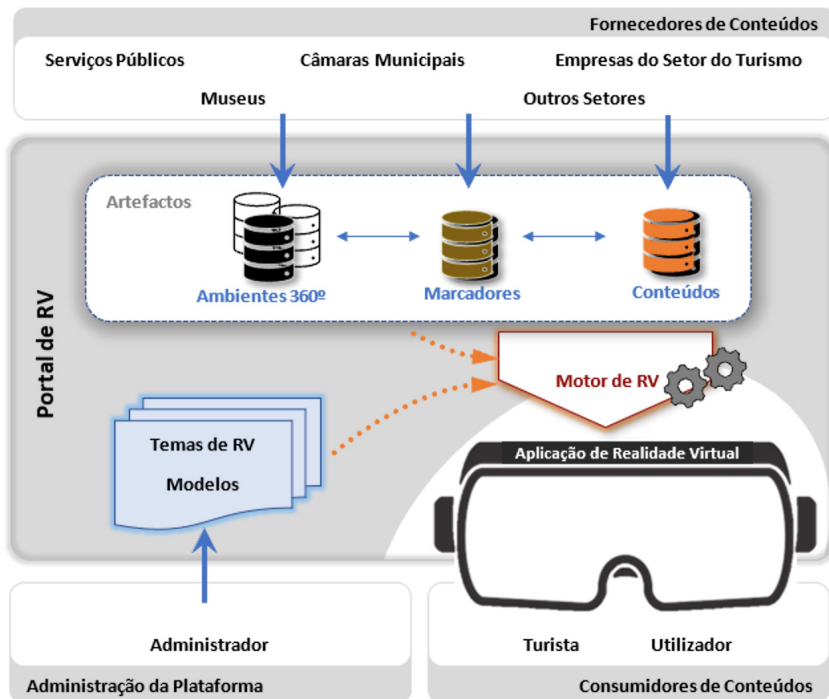 Fornecedores de Conteúdos
Serviços Públicos Câmaras Municipais Empresas do Setor do Turismo
Museus Outros Setores
Artefactos
Ambientes 360º Marcadores Conteúdos
Portal de RV
Motor de RV
Temas de RV
Modelos
Aplicação de Realidade Virtual
Administrador
Turista Utilizador
Administração da Plataforma
Consumidores de Conteúdos